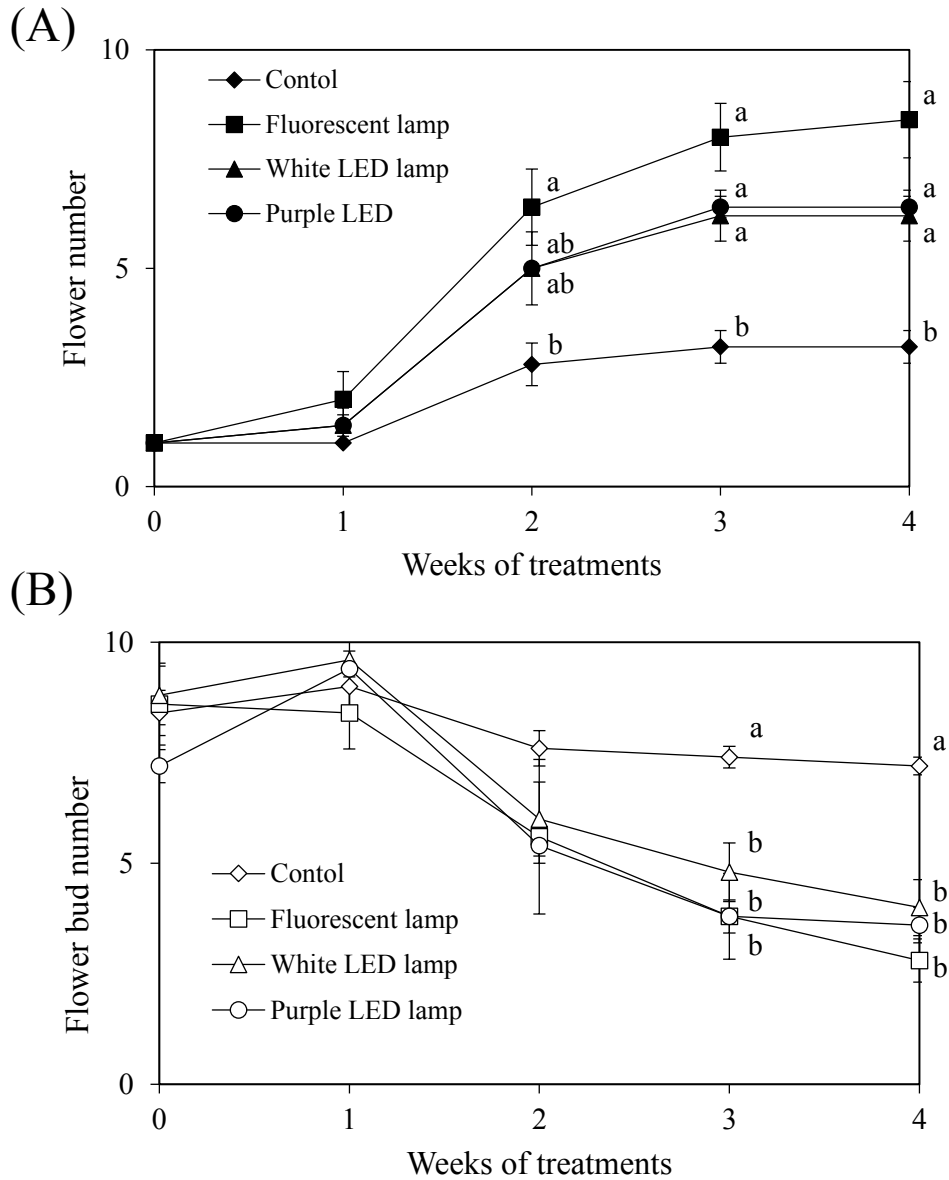 (A)
10
Contol
Fluorescent lamp
White LED lamp
Purple LED
a
a
a
a
a
ab
ab
a
a
b
b
b
5
0
Flower number
0 1 2 3 4
Weeks of treatments
(B)
10
a
a
5
Contol
Fluorescent lamp
White LED lamp
Purple LED lamp
b
b
b
b
b
b
0
Flower bud number
0 1 2 3 4
Weeks of treatments